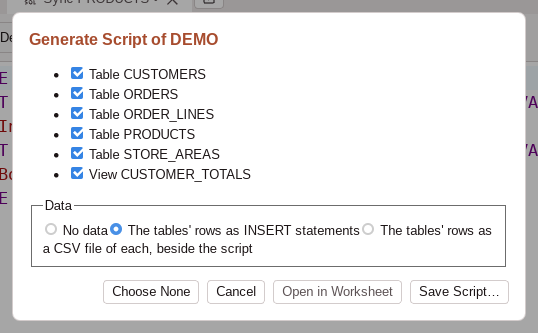 Sync PRODUCTS
De
Generate Script of DEMO
Table CUSTOMERS
Table ORDERS
Table ORDER_LINES
Table PRODUCTS
Table STORE_AREAS
View CUSTOMER_TOTALS
Data
No data The tables' rows as INSERT statements The tables' rows as
a CSV file of each, beside the script
Choose None Cancel Open in Worksheet Save Script…